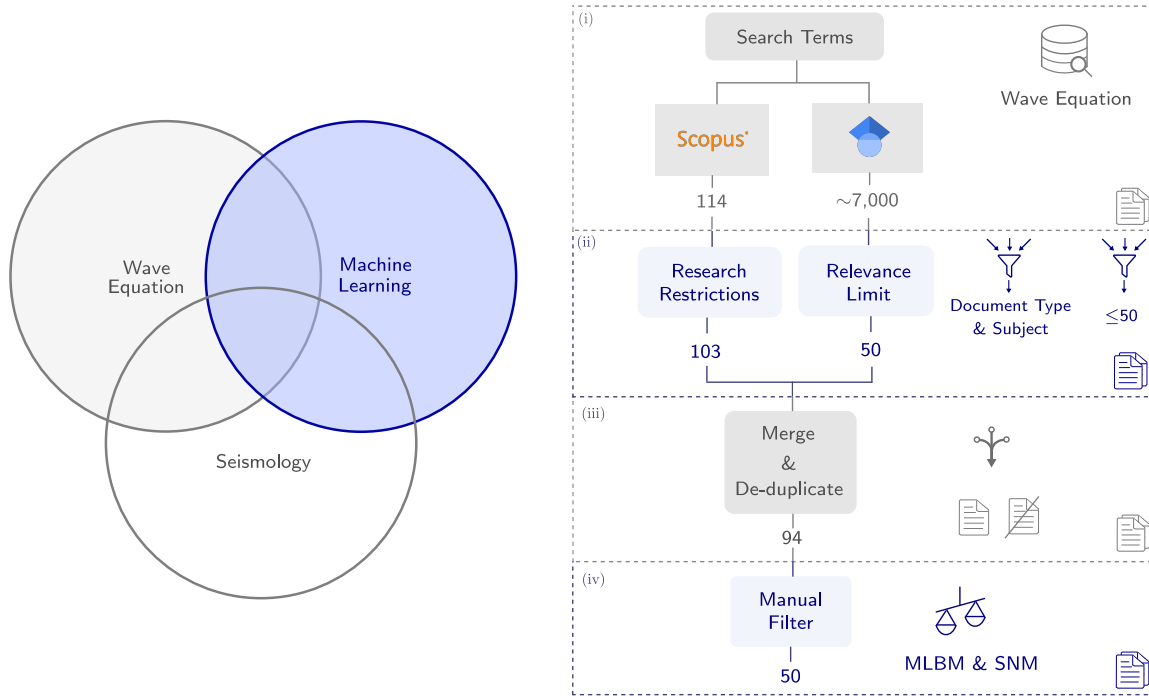 Wave
Equation
Machine
Learning
Seismology
(i)
Search Terms
Wave Equation
Scopus®
114
~7,000
(ii)
Research
Restrictions
Relevance
Limit
Document Type
& Subject
≤50
103
50
(iii)
Merge
&
De-duplicate
94
(iv)
Manual
Filter
MLBM & SNM
50